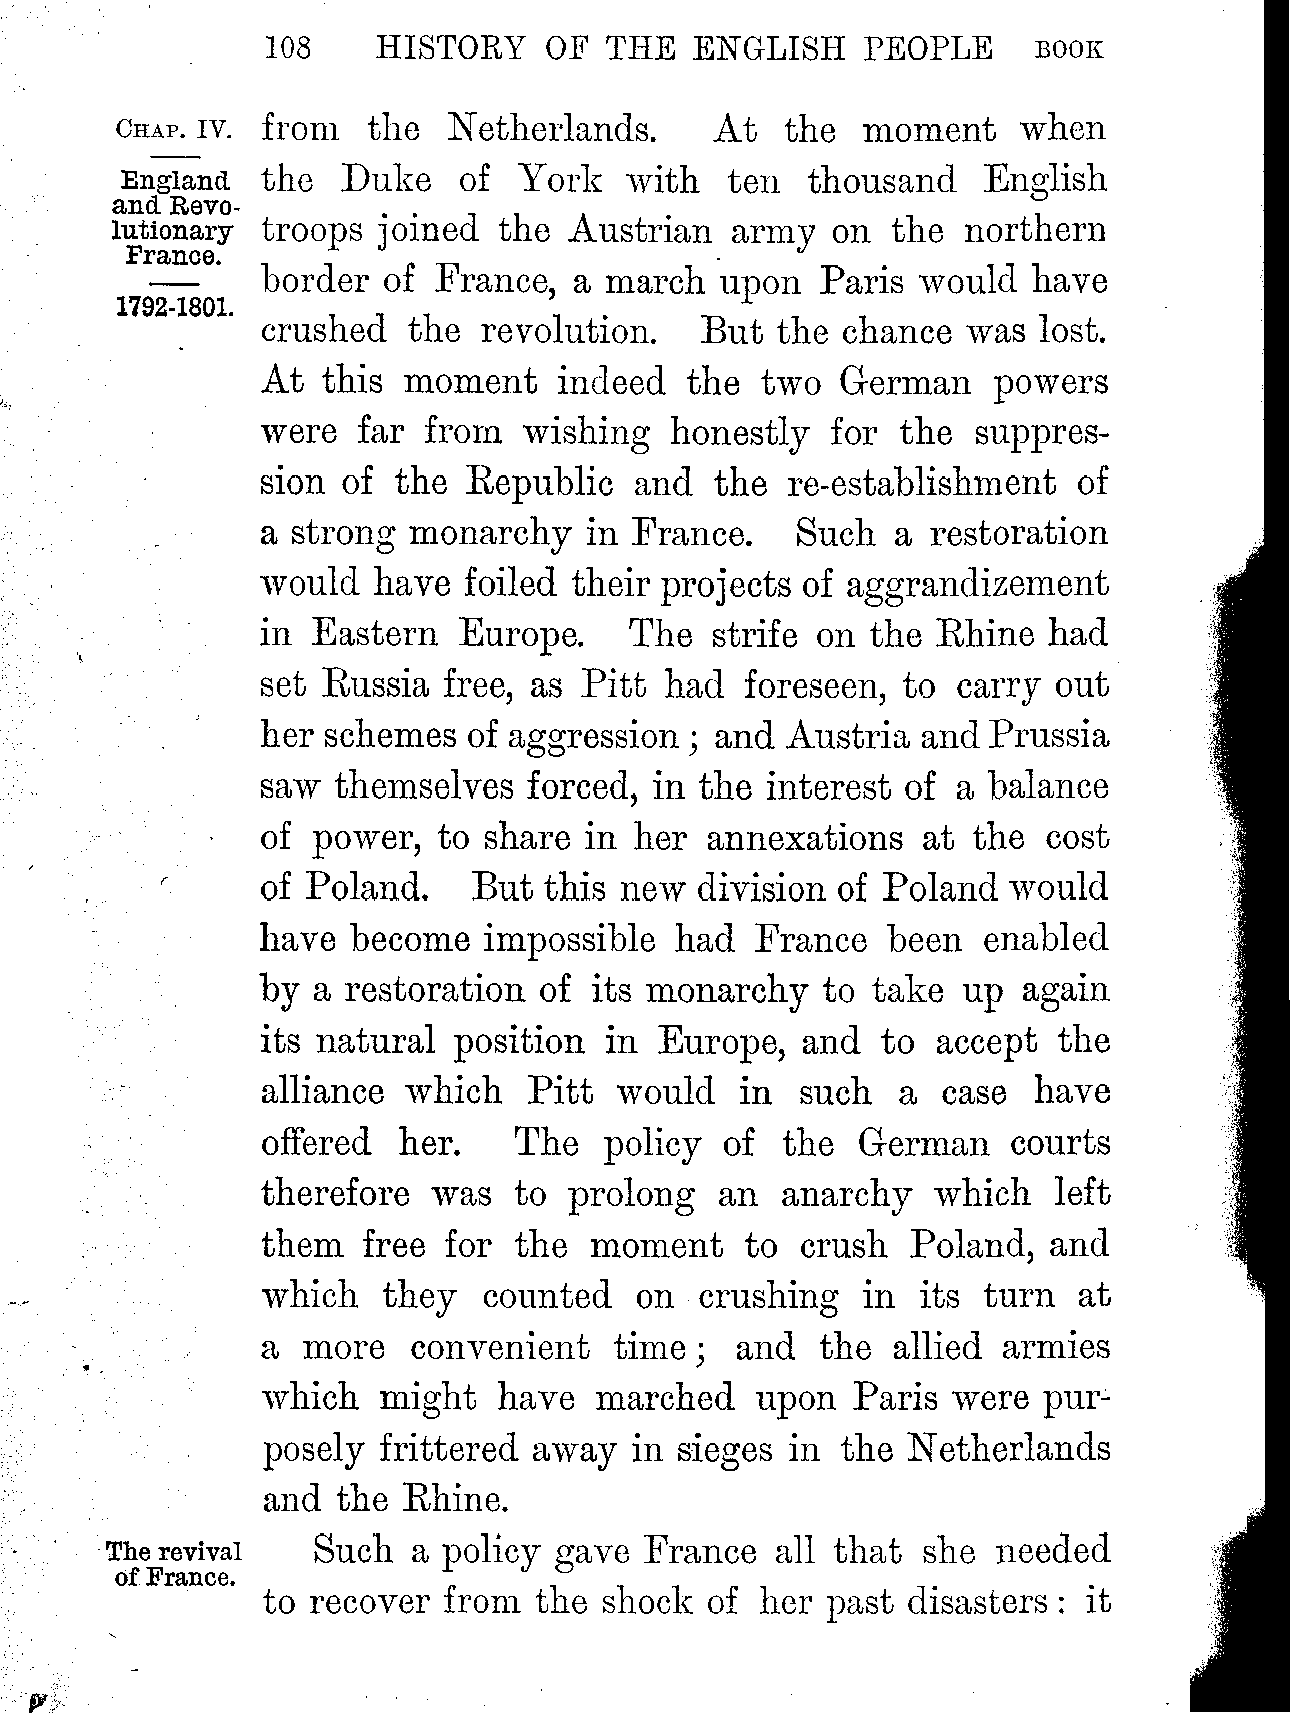 108 HISTORY OF THE ENGLISH PEOPLE BOOK
CHAP. IV.
England
and Revo-
lutionary
France.
1792-1801.
from the Netherlands. At the moment when
the Duke of York with ten thousand English
troops joined the Austrian army on the northern
border of France, a march upon Paris would have
crushed the revolution. But the chance was lost.
At this moment indeed the two German powers
were far from wishing honestly for the suppres-
sion of the Republic and the re-establishment of
a strong monarchy in France. Such a restoration
would have foiled their projects of aggrandizement
in Eastern Europe. The strife on the Rhine had
set Russia free, as Pitt had foreseen, to carry out
her schemes of aggression; and Austria and Prussia
saw themselves forced, in the interest of a balance
of power, to share in her annexations at the cost
of Poland. But this new division of Poland would
have become impossible had France been enabled
by a restoration of its monarchy to take up again
its natural position in Europe, and to accept the
alliance which Pitt would in such a case have
offered her. The policy of the German courts
therefore was to prolong an anarchy which left
them free for the moment to crush Poland, and
which they counted on crushing in its turn at
a more convenient time; and the allied armies
which might have marched upon Paris were pur-
posely frittered away in sieges in the Netherlands
and the Rhine.
The revival
of France.
Such a policy gave France all that she needed
to recover from the shock of her past disasters: it